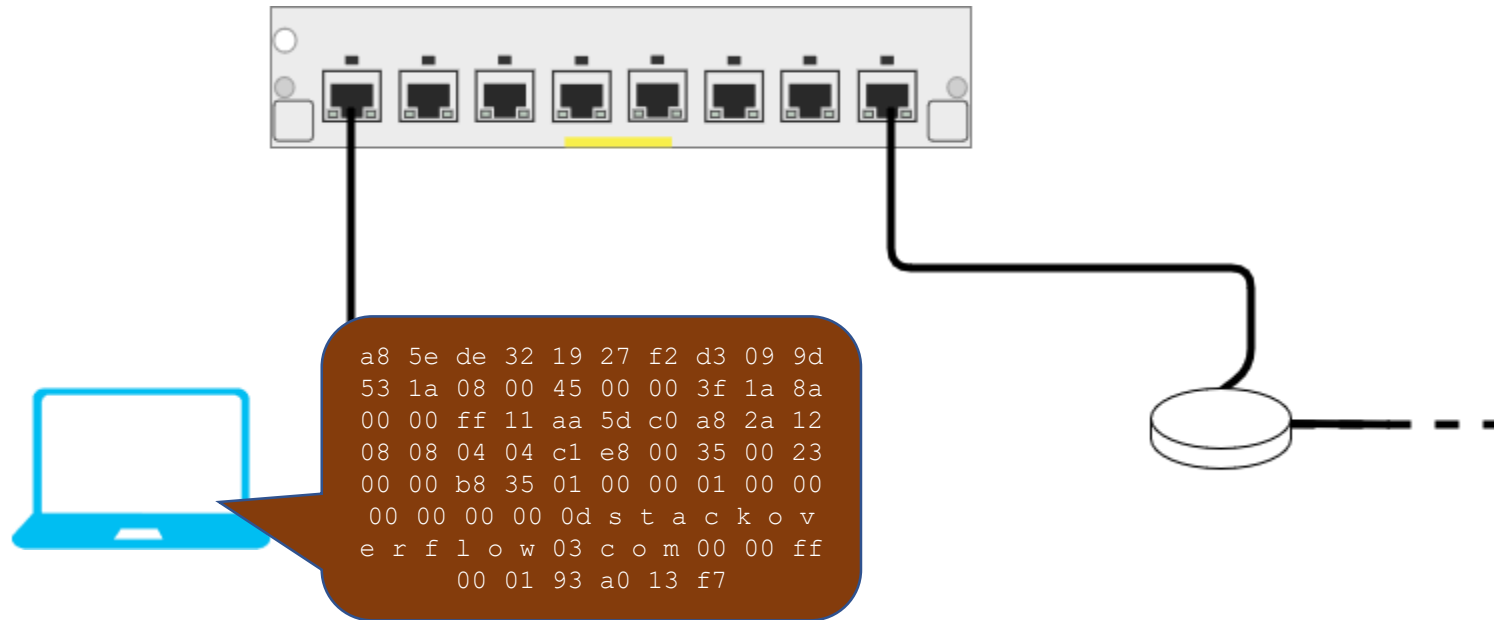 a8 5e de 32 19 27 f2 d3 09 9d
53 1a 08 00 45 00 00 3f 1a 8a
00 00 ff 11 aa 5d c0 a8 2a 12
08 08 04 04 c1 e8 00 35 00 23
00 00 b8 35 01 00 00 01 00 00
00 00 00 00 0d s t a c k o v
e r f l o w 03 c o m 00 00 ff
00 01 93 a0 13 f7